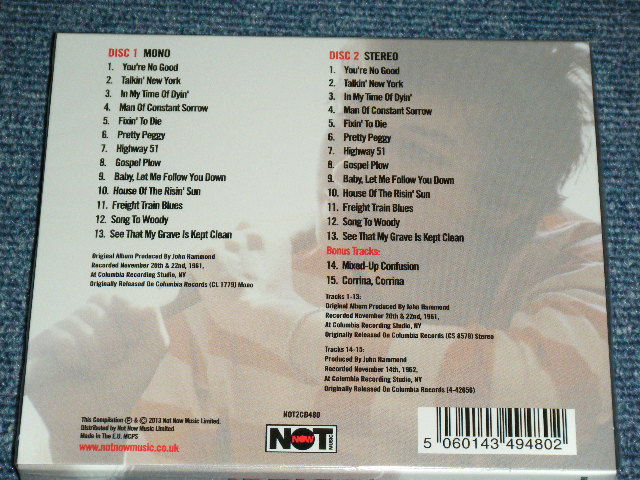 DISC 1 MONO
1. You're No Good
2. Talkin' New York
3. In My Time Of Dyin'
4. Man Of Constant Sorrow
5. Fixin' To Die
6. Pretty Peggy
7. Highway 51
8. Gospel Plow
9. Baby, Let Me Follow You Down
10. House Of The Risin' Sun
11. Freight Train Blues
12. Song To Woody
13. See That My Grave Is Kept Clean
Original Album Produced By John Hammond
Recorded November 20th & 22nd, 1961,
At Columbia Recording Studio, NY
Originally Released On Columbia Records (CL 1779) Mono
DISC 2 STEREO
1. You're No Good
2. Talkin' New York
3. In My Time Of Dyin'
4. Man Of Constant Sorrow
5. Fixin' To Die
6. Pretty Peggy
7. Highway 51
8. Gospel Plow
9. Baby, Let Me Follow You Down
10. House Of The Risin' Sun
11. Freight Train Blues
12. Song To Woody
13. See That My Grave Is Kept Clean
Bonus Tracks:
14. Mixed-Up Confusion
15. Corrina, Corrina
Tracks 1-13:
Original Album Produced By John Hammond
Recorded November 20th & 22nd, 1961,
At Columbia Recording Studio, NY
Originally Released On Columbia Records (CS 8579) Stereo
Tracks 14-15:
Produced By John Hammond
Recorded November 14th, 1962,
At Columbia Recording Studio, NY
Originally Released On Columbia Records (4-42656)
This Compilation ℗ & © 2013 Not Now Music Limited.
Distributed by Not Now Music Limited
Made In The E.U. MCPS
www.notnowmusic.co.uk
NOT2CD480
NOT NOW MUSIC
5 060143 494802